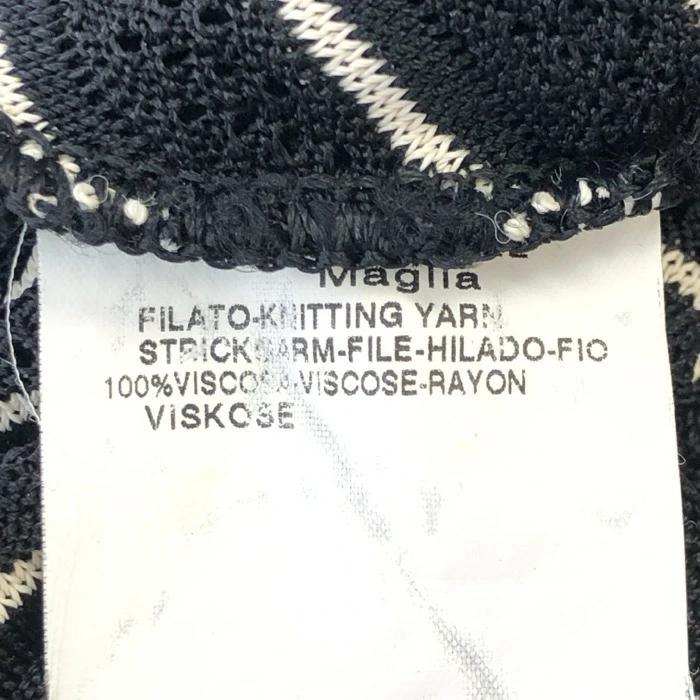 Maglia
FILATO-KNITTING YARN
STRICKGARM-FILE-HILADO-FIO
100%VISCOSA-VISCOSE-RAYON
VISKOSE